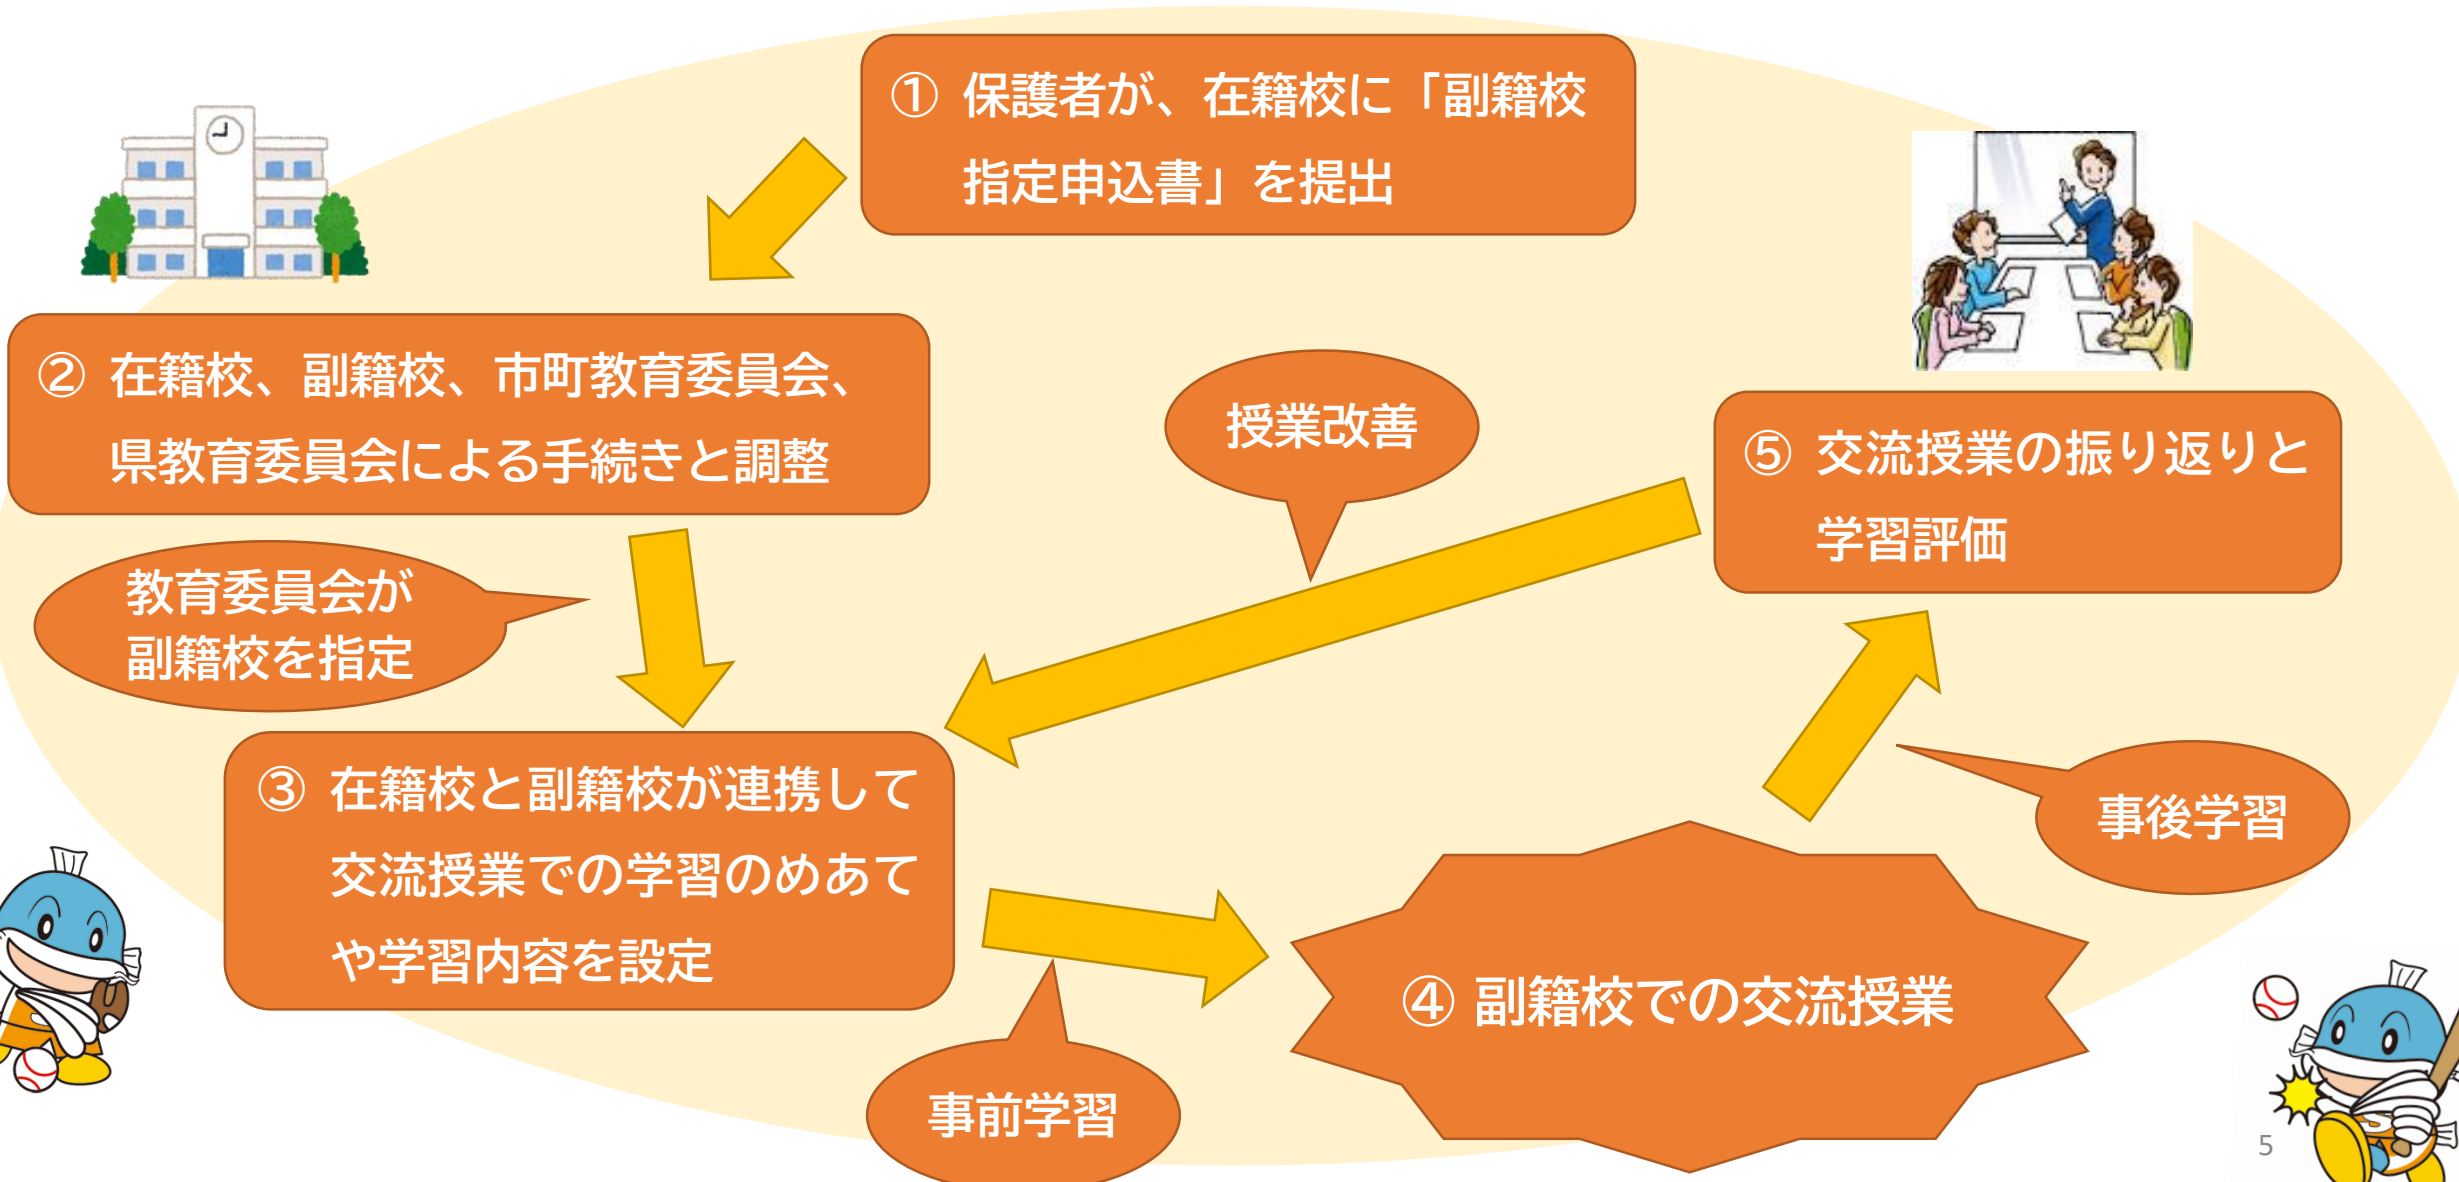 ① 保護者が、在籍校に「副籍校
指定申込書」を提出
② 在籍校、副籍校、市町教育委員会、
県教育委員会による手続きと調整
教育委員会が
副籍校を指定
③ 在籍校と副籍校が連携して
交流授業での学習のめあて
や学習内容を設定
事前学習
④ 副籍校での交流授業
事後学習
⑤ 交流授業の振り返りと
学習評価
授業改善
5